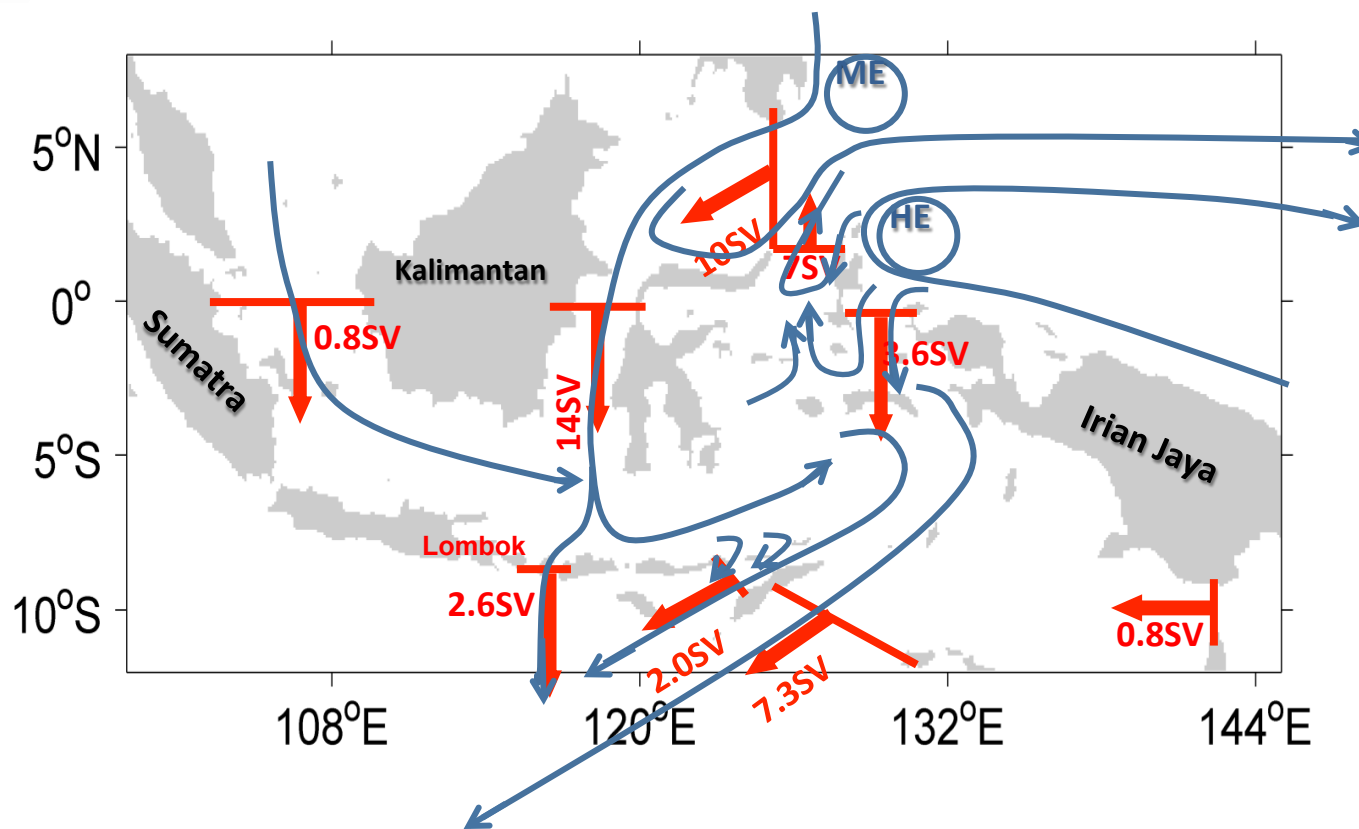 ME
5°N
HE
10SV
7SV
Kalimantan
0°
Sumatra
0.8SV
3.6SV
14SV
Irian Jaya
5°S
Lombok
2.6SV
10°S
0.8SV
2.0SV
7.3SV
108°E
120°E
132°E
144°E